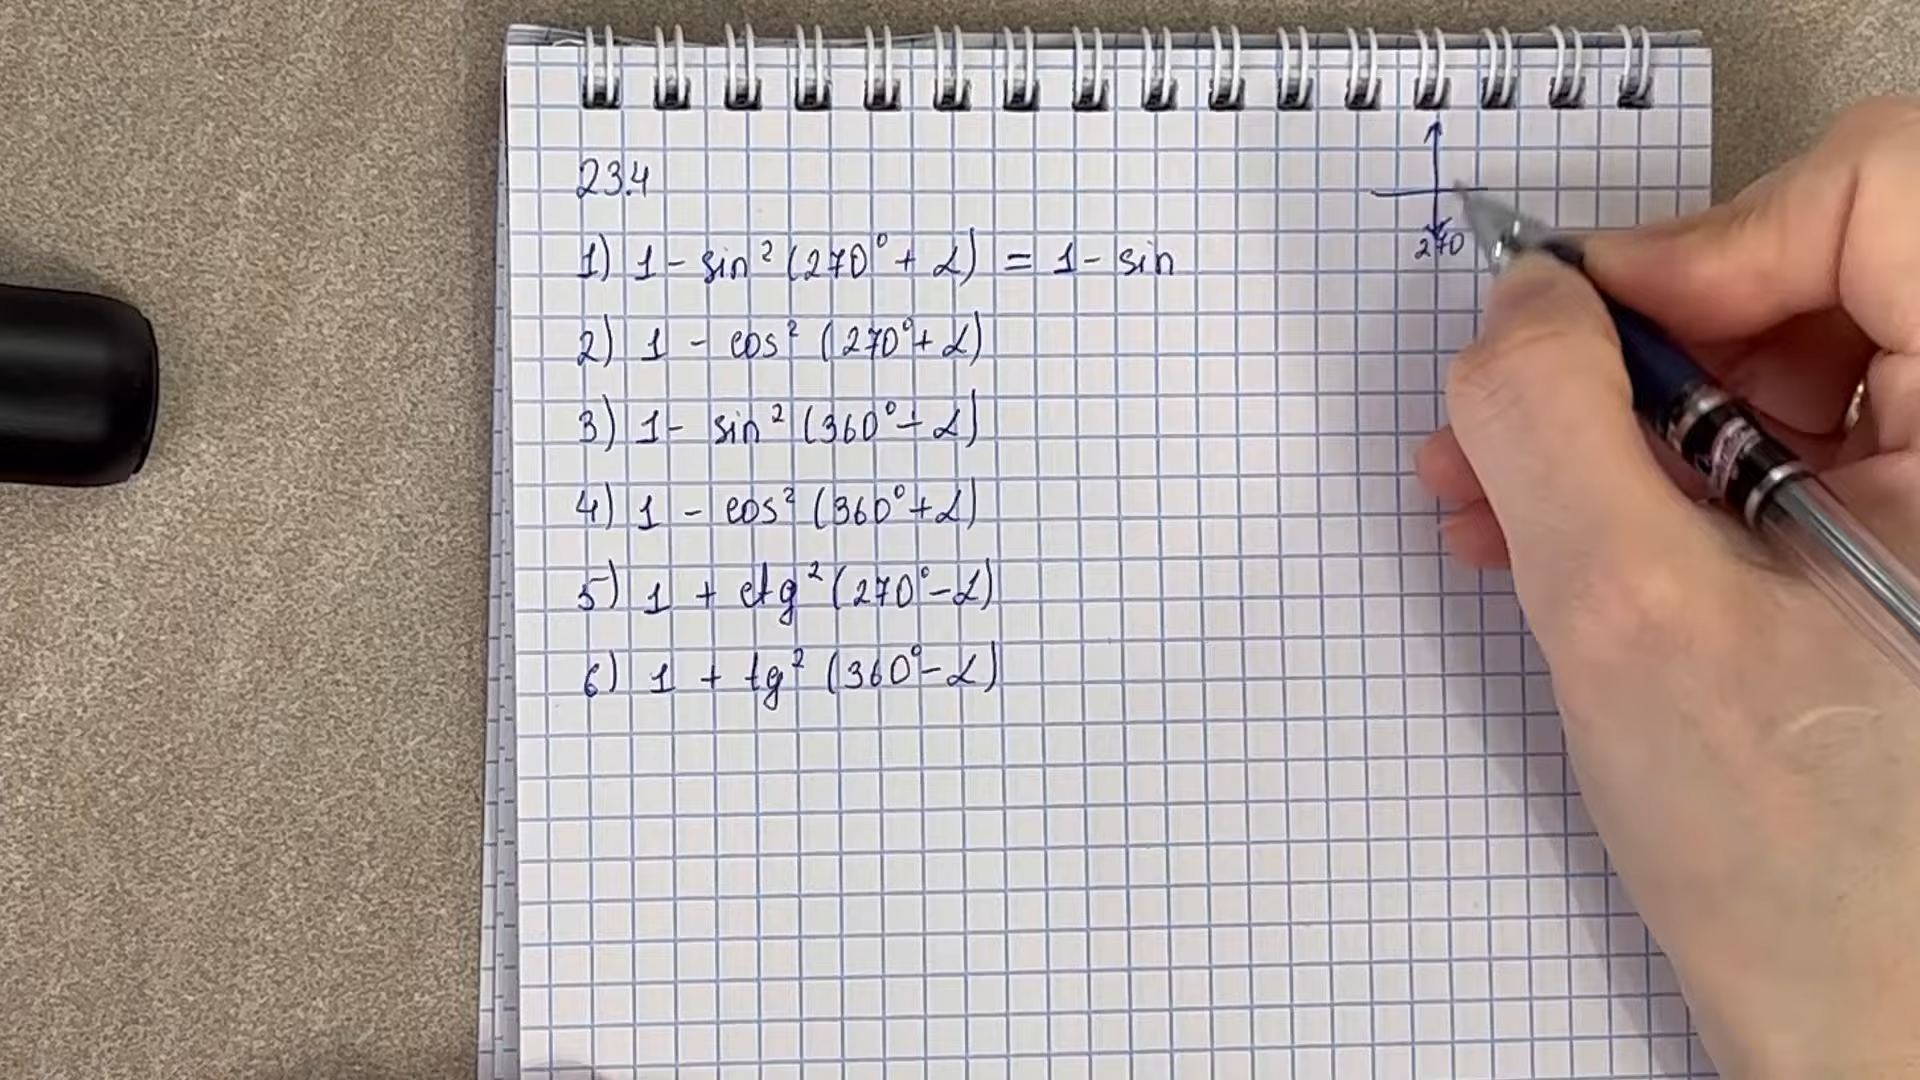 23.4
1) 1 - sin² (270° + α) = 1 - sin
270
2) 1 - cos² (270° + α)
3) 1 - sin² (360° + α)
4) 1 - cos² (360° + α)
5) 1 + ctg² (270° - α)
6) 1 + tg² (360° - α)